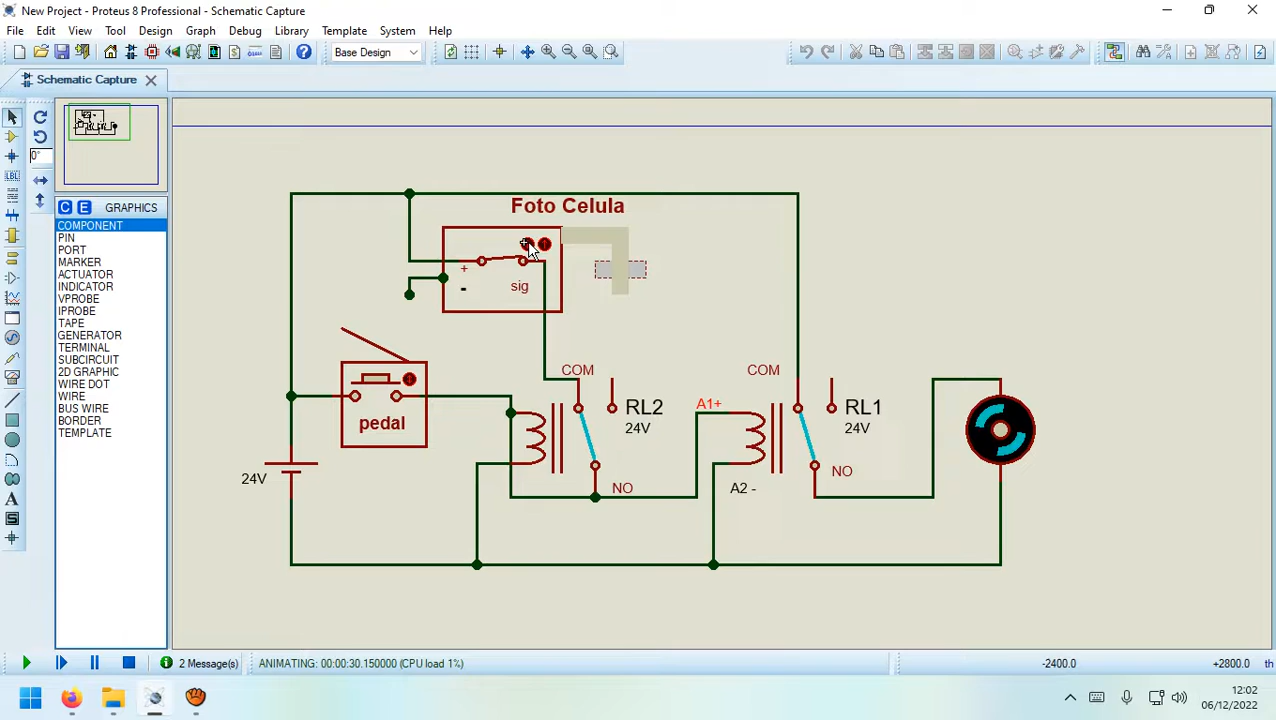 New Project - Proteus 8 Professional - Schematic Capture
File Edit View Tool Design Graph Debug Library Template System Help
Base Design
Schematic Capture
0°
LBL
C E GRAPHICS
COMPONENT
PIN
PORT
MARKER
ACTUATOR
INDICATOR
VPROBE
IPROBE
TAPE
GENERATOR
TERMINAL
SUBCIRCUIT
2D GRAPHIC
WIRE DOT
WIRE
BUS WIRE
BORDER
TEMPLATE
A
S
Foto Celula
+
-
sig
pedal
24V
COM
RL2
24V
NO
A1+
COM
RL1
24V
A2 -
NO
2 Message(s)
ANIMATING: 00:00:30.150000 (CPU load 1%)
-2400.0
+2800.0
th
12:02
06/12/2022